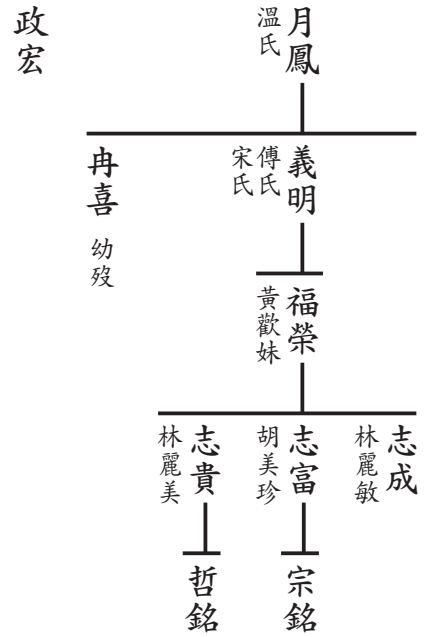 月鳳
溫氏
政宏
義明
傅氏
宋氏
冉喜
幼歿
福榮
黃歡妹
志成
林麗敏
志富
胡美珍
志貴
林麗美
宗銘
哲銘